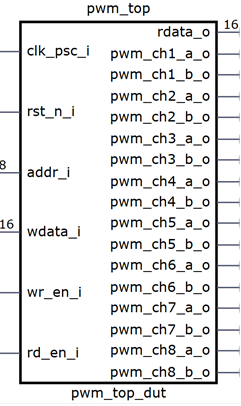 pwm_top
rdata_o
16
clk_psc_i
pwm_ch1_a_o
pwm_ch1_b_o
pwm_ch2_a_o
rst_n_i
pwm_ch2_b_o
pwm_ch3_a_o
pwm_ch3_b_o
8
addr_i
pwm_ch4_a_o
pwm_ch4_b_o
16
wdata_i
pwm_ch5_a_o
pwm_ch5_b_o
pwm_ch6_a_o
wr_en_i
pwm_ch6_b_o
pwm_ch7_a_o
pwm_ch7_b_o
rd_en_i
pwm_ch8_a_o
pwm_ch8_b_o
pwm_top_dut